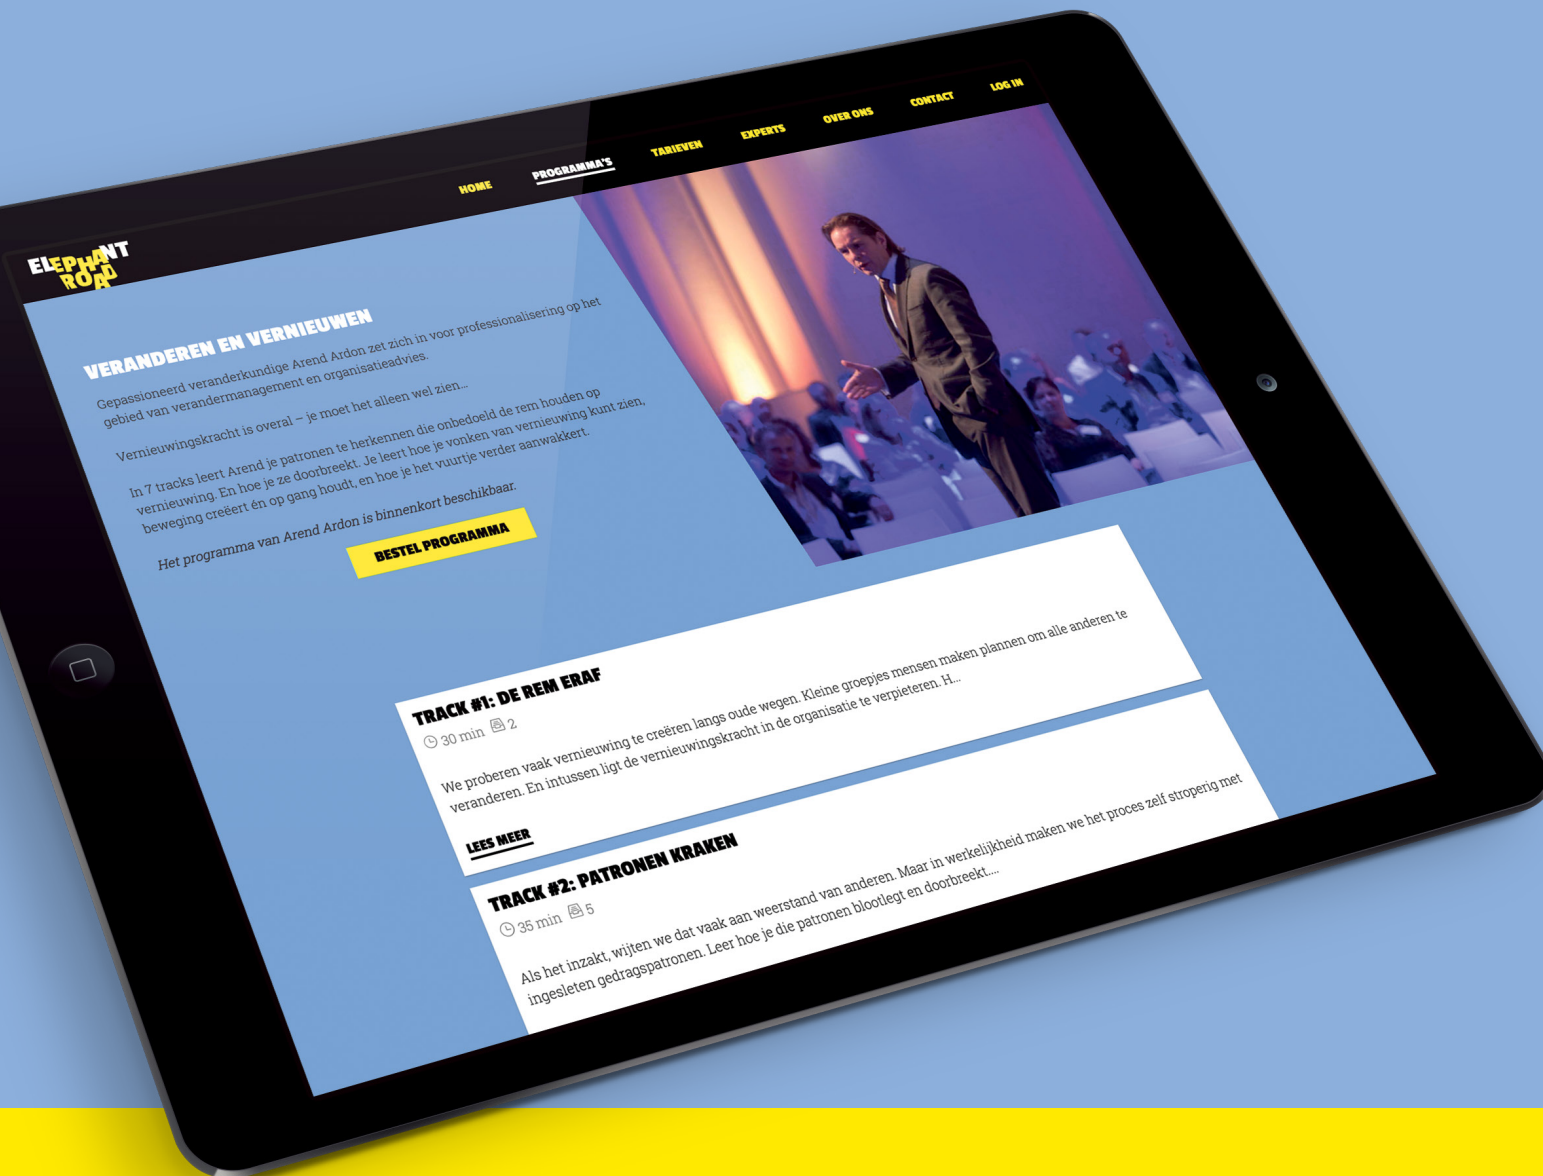 HOME
PROGRAMMA'S
TARIEVEN
EXPERTS
OVER ONS
CONTACT
LOG IN
ELEPHANT
ROAD
VERANDEREN EN VERNIEUWEN
Gepassioneerd veranderkundige Arend Ardon zet zich in voor professionalisering op het
gebied van verandermanagement en organisatieadvies.
Vernieuwingskracht is overal – je moet het alleen wel zien...
In 7 tracks leert Arend je patronen te herkennen die onbedoeld de rem houden op
vernieuwing. En hoe je ze doorbreekt. Je leert hoe je vonken van vernieuwing kunt zien,
beweging creëert én op gang houdt, en hoe je het vuurtje verder aanwakkert.
Het programma van Arend Ardon is binnenkort beschikbaar.
BESTEL PROGRAMMA
TRACK #1: DE REM ERAF
30 min 2
We proberen vaak vernieuwing te creëren langs oude wegen. Kleine groepjes mensen maken plannen om alle anderen te
veranderen. En intussen ligt de vernieuwingskracht in de organisatie te verpieteren. H...
LEES MEER
TRACK #2: PATRONEN KRAKEN
35 min 5
Als het inzakt, wijten we dat vaak aan weerstand van anderen. Maar in werkelijkheid maken we het proces zelf stroperig met
ingesleten gedragspatronen. Leer hoe je die patronen blootlegt en doorbreekt....